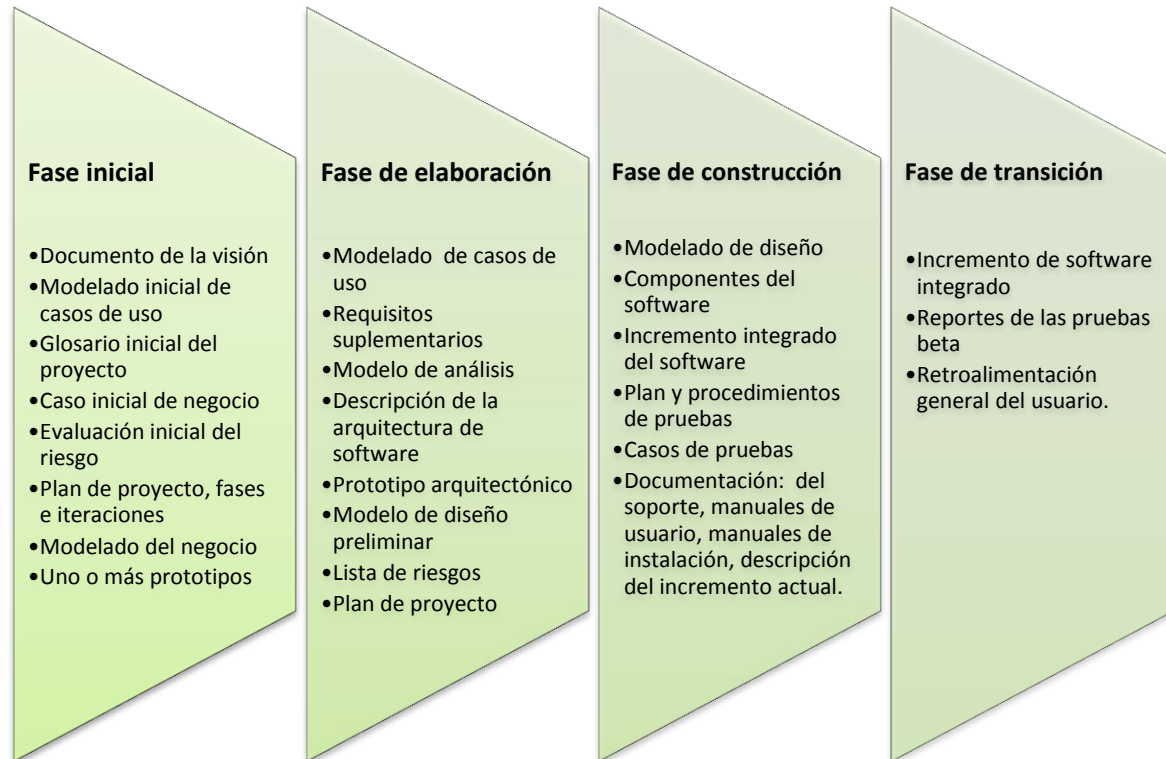 Fase inicial
•Documento de la visión
•Modelado inicial de
casos de uso
•Glosario inicial del
proyecto
•Caso inicial de negocio
•Evaluación inicial del
riesgo
•Plan de proyecto, fases
e iteraciones
•Modelado del negocio
•Uno o más prototipos
Fase de elaboración
•Modelado de casos de
uso
•Requisitos
suplementarios
•Modelo de análisis
•Descripción de la
arquitectura de
software
•Prototipo arquitectónico
•Modelo de diseño
preliminar
•Lista de riesgos
•Plan de proyecto
Fase de construcción
•Modelado de diseño
•Componentes del
software
•Incremento integrado
del software
•Plan y procedimientos
de pruebas
•Casos de pruebas
•Documentación: del
soporte, manuales de
usuario, manuales de
instalación, descripción
del incremento actual.
Fase de transición
•Incremento de software
integrado
•Reportes de las pruebas
beta
•Retroalimentación
general del usuario.